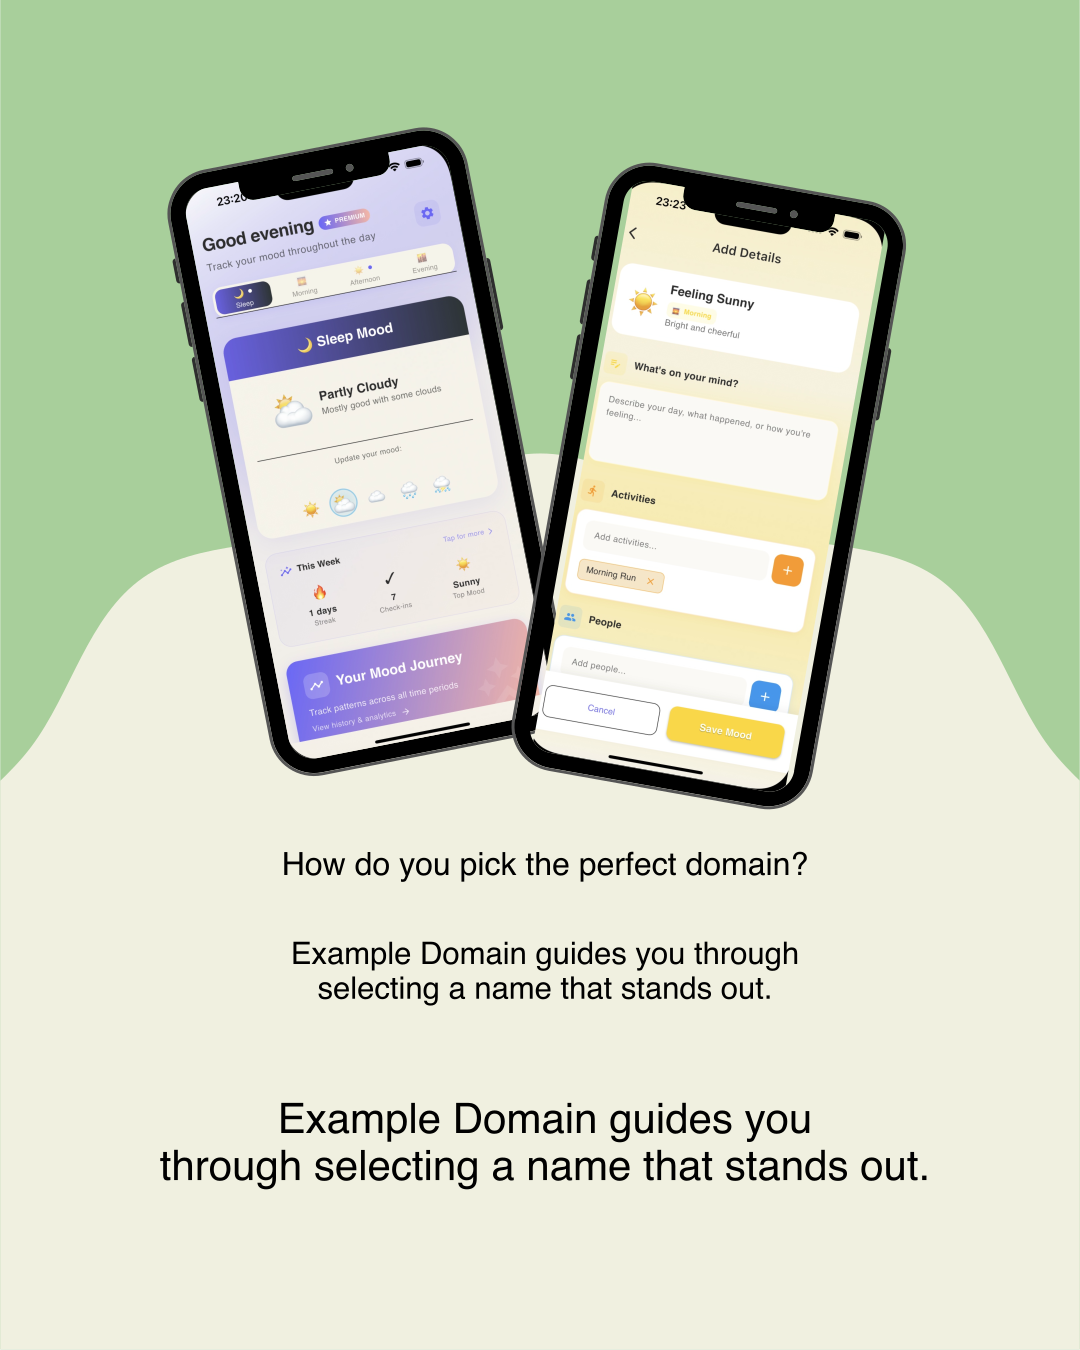 23:20
Good evening
PREMIUM
Track your mood throughout the day
Sleep
Morning
Afternoon
Evening
Sleep Mood
Partly Cloudy
Mostly good with some clouds
Update your mood:
This Week
Tap for more
1 days
Streak
7
Check-ins
Sunny
Top Mood
Your Mood Journey
Track patterns across all time periods
View history & analytics
23:23
Add Details
Feeling Sunny
Morning
Bright and cheerful
What's on your mind?
Describe your day, what happened, or how you're
feeling...
Activities
Add activities...
Morning Run
People
Add people...
Cancel
Save Mood
How do you pick the perfect domain?
Example Domain guides you through
selecting a name that stands out.
Example Domain guides you
through selecting a name that stands out.